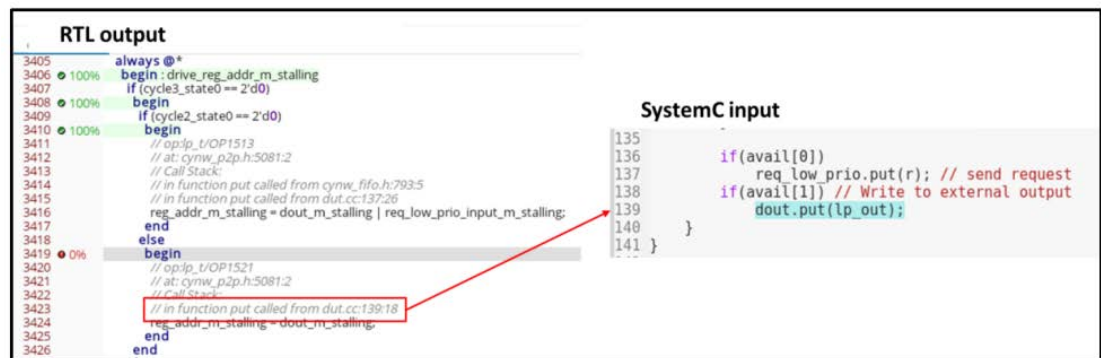 RTL output
3405 always @*
3406 100% begin : drive_reg_addr_m_stalling
3407 if (cycle3_state0 == 2'd0)
3408 100% begin
3409 if (cycle2_state0 == 2'd0)
3410 100% begin
3411 // op:lp_t/OP1513
3412 // at: cynw_p2p.h:5081:2
3413 // Call Stack:
3414 // in function put called from cynw_fifo.h:793:5
3415 // in function put called from dut.cc:137:26
3416 reg_addr_m_stalling = dout_m_stalling | req_low_prio_input_m_stalling;
3417 end
3418 else
3419 0% begin
3420 // op:lp_t/OP1521
3421 // at: cynw_p2p.h:5081:2
3422 // Call Stack:
3423 // in function put called from dut.cc:139:18
3424 reg_addr_m_stalling = dout_m_stalling;
3425 end
3426 end
SystemC input
135
136 if(avail[0])
137 req_low_prio.put(r); // send request
138 if(avail[1]) // Write to external output
139 dout.put(lp_out);
140 }
141 }